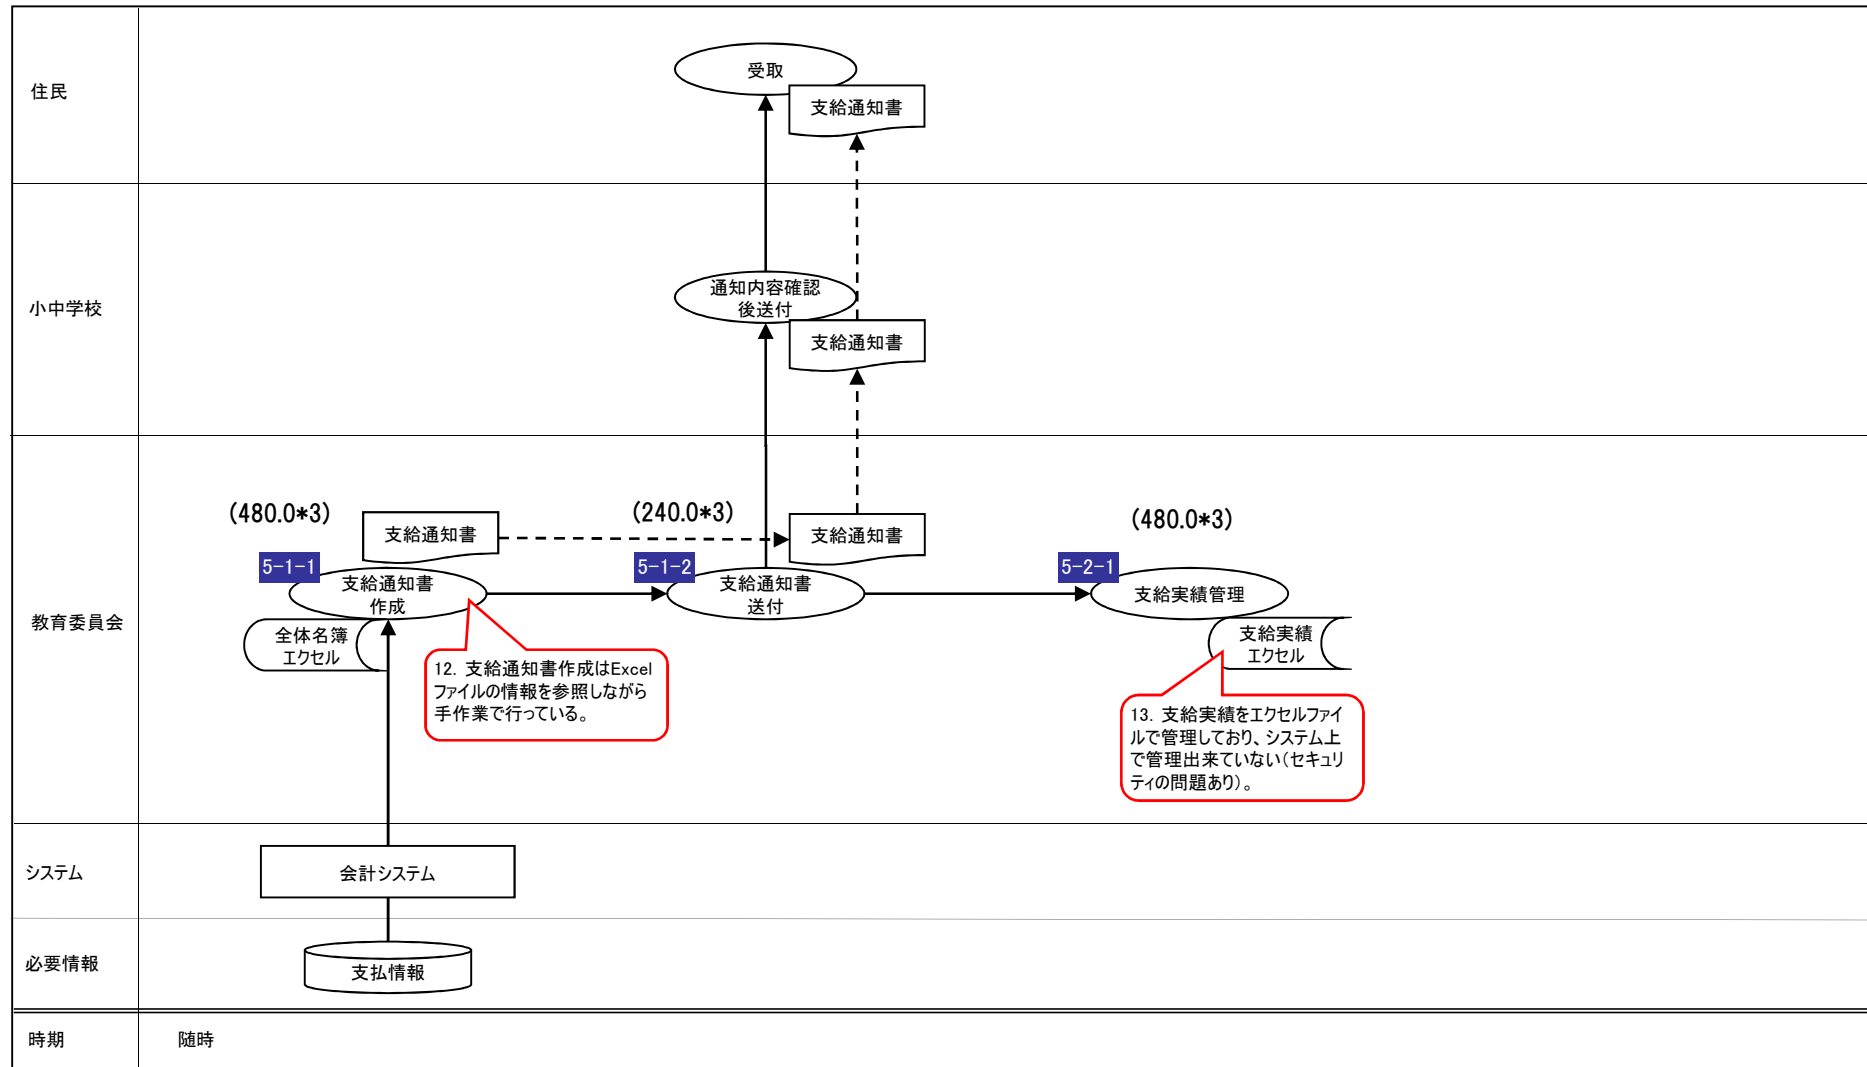 住民
受取
支給通知書
小中学校
通知内容確認
後送付
支給通知書
教育委員会
(480.0*3)
(240.0*3)
(480.0*3)
支給通知書
支給通知書
5-1-1
支給通知書
作成
5-1-2
支給通知書
送付
5-2-1
支給実績管理
全体名簿
エクセル
支給実績
エクセル
12. 支給通知書作成はExcel
ファイルの情報を参照しながら
手作業で行っている。
13. 支給実績をエクセルファイ
ルで管理しており、システム上
で管理出来ていない(セキュリ
ティの問題あり)。
システム
会計システム
必要情報
支払情報
時期
随時